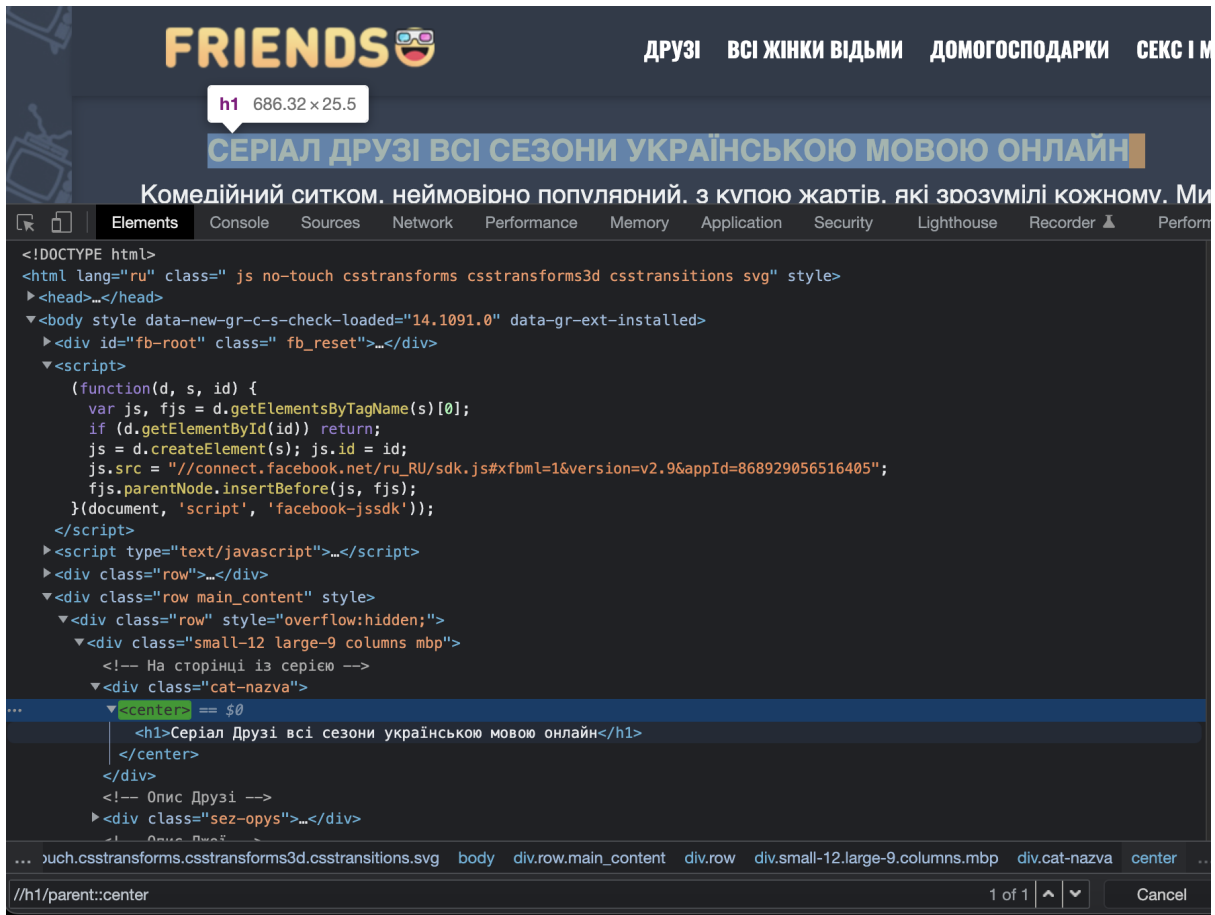 FRIENDS
ДРУЗІ ВСІ ЖІНКИ ВІДЬМИ ДОМОГОСПОДАРКИ СЕКС І М
h1 686.32 × 25.5
СЕРІАЛ ДРУЗІ ВСІ СЕЗОНИ УКРАЇНСЬКОЮ МОВОЮ ОНЛАЙН
Комедійний ситком, неймовірно популярний, з купою жартів, які зрозумілі кожному. Ми
Elements Console Sources Network Performance Memory Application Security Lighthouse Recorder Perform
<!DOCTYPE html>
<html lang="ru" class=" js no-touch csstransforms csstransforms3d csstransitions svg" style>
<head>…</head>
<body style data-new-gr-c-s-check-loaded="14.1091.0" data-gr-ext-installed>
<div id="fb-root" class=" fb_reset">…</div>
<script>
(function(d, s, id) {
var js, fjs = d.getElementsByTagName(s)[0];
if (d.getElementById(id)) return;
js = d.createElement(s); js.id = id;
js.src = "//connect.facebook.net/ru_RU/sdk.js#xfbml=1&version=v2.9&appId=868929056516405";
fjs.parentNode.insertBefore(js, fjs);
}(document, 'script', 'facebook-jssdk'));
</script>
<script type="text/javascript">…</script>
<div class="row">…</div>
<div class="row main_content" style>
<div class="row" style="overflow:hidden;">
<div class="small-12 large-9 columns mbp">
<!-- На сторінці із серією -->
<div class="cat-nazva">
… <center> == $0
<h1>Серіал Друзі всі сезони українською мовою онлайн</h1>
</center>
</div>
<!-- Опис Друзі -->
<div class="sez-opys">…</div>
<!-- Опис Джої -->
… ouch.csstransforms.csstransforms3d.csstransitions.svg body div.row.main_content div.row div.small-12.large-9.columns.mbp div.cat-nazva center …
//h1/parent::center 1 of 1 Cancel